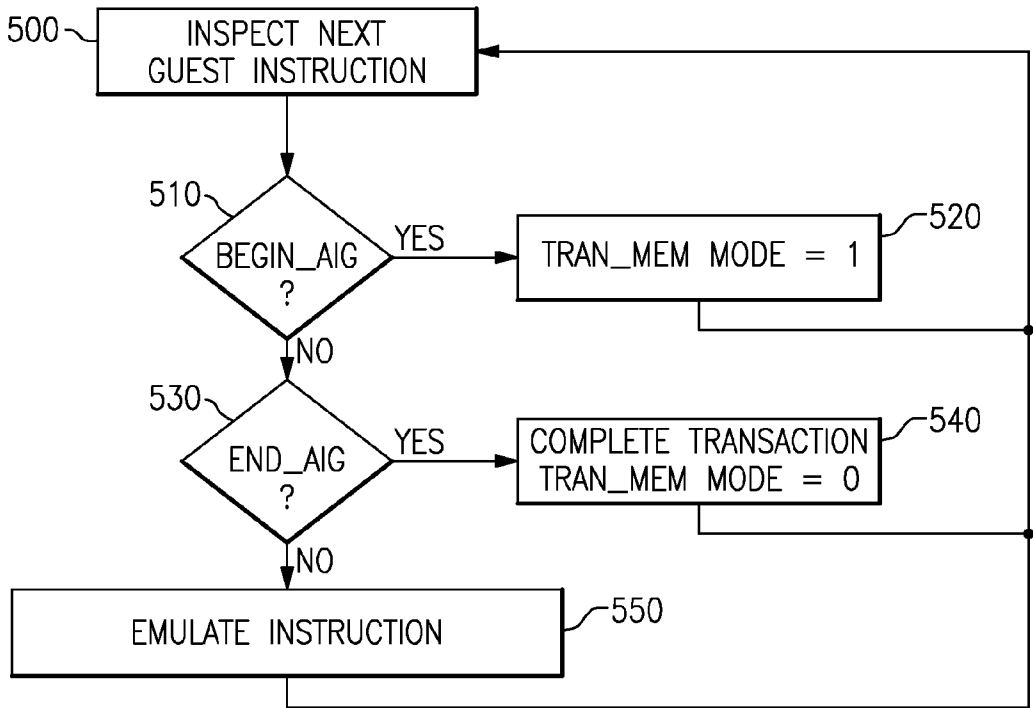 500
INSPECT NEXT
GUEST INSTRUCTION
510
BEGIN_AIG
?
YES
520
TRAN_MEM MODE = 1
NO
530
END_AIG
?
YES
540
COMPLETE TRANSACTION
TRAN_MEM MODE = 0
NO
550
EMULATE INSTRUCTION